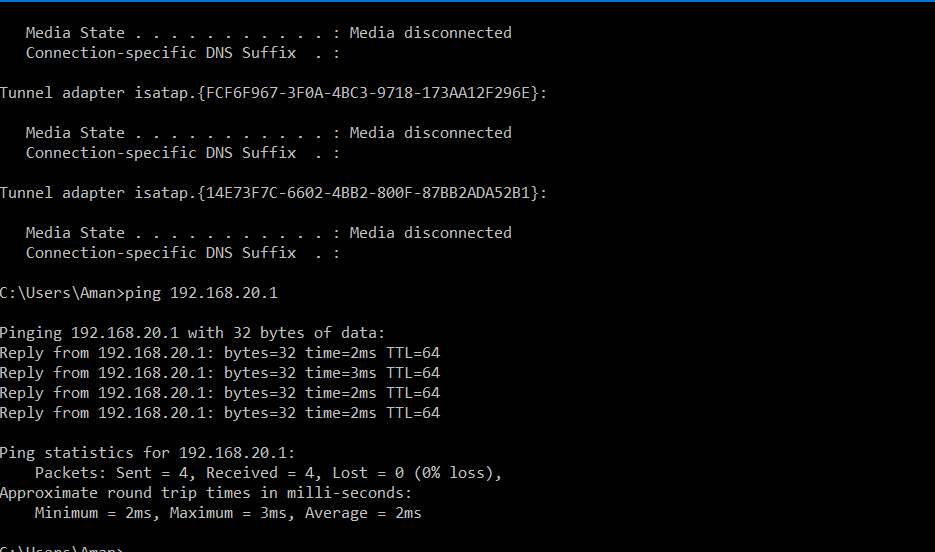 Media State . . . . . . . . . . . : Media disconnected
Connection-specific DNS Suffix  . :
Tunnel adapter isatap.{FCF6F967-3F0A-4BC3-9718-173AA12F296E}:
Media State . . . . . . . . . . . : Media disconnected
Connection-specific DNS Suffix  . :
Tunnel adapter isatap.{14E73F7C-6602-4BB2-800F-87BB2ADA52B1}:
Media State . . . . . . . . . . . : Media disconnected
Connection-specific DNS Suffix  . :
C:\Users\Aman>ping 192.168.20.1
Pinging 192.168.20.1 with 32 bytes of data:
Reply from 192.168.20.1: bytes=32 time=2ms TTL=64
Reply from 192.168.20.1: bytes=32 time=3ms TTL=64
Reply from 192.168.20.1: bytes=32 time=2ms TTL=64
Reply from 192.168.20.1: bytes=32 time=2ms TTL=64
Ping statistics for 192.168.20.1:
Packets: Sent = 4, Received = 4, Lost = 0 (0% loss),
Approximate round trip times in milli-seconds:
Minimum = 2ms, Maximum = 3ms, Average = 2ms
C:\Users\Aman>